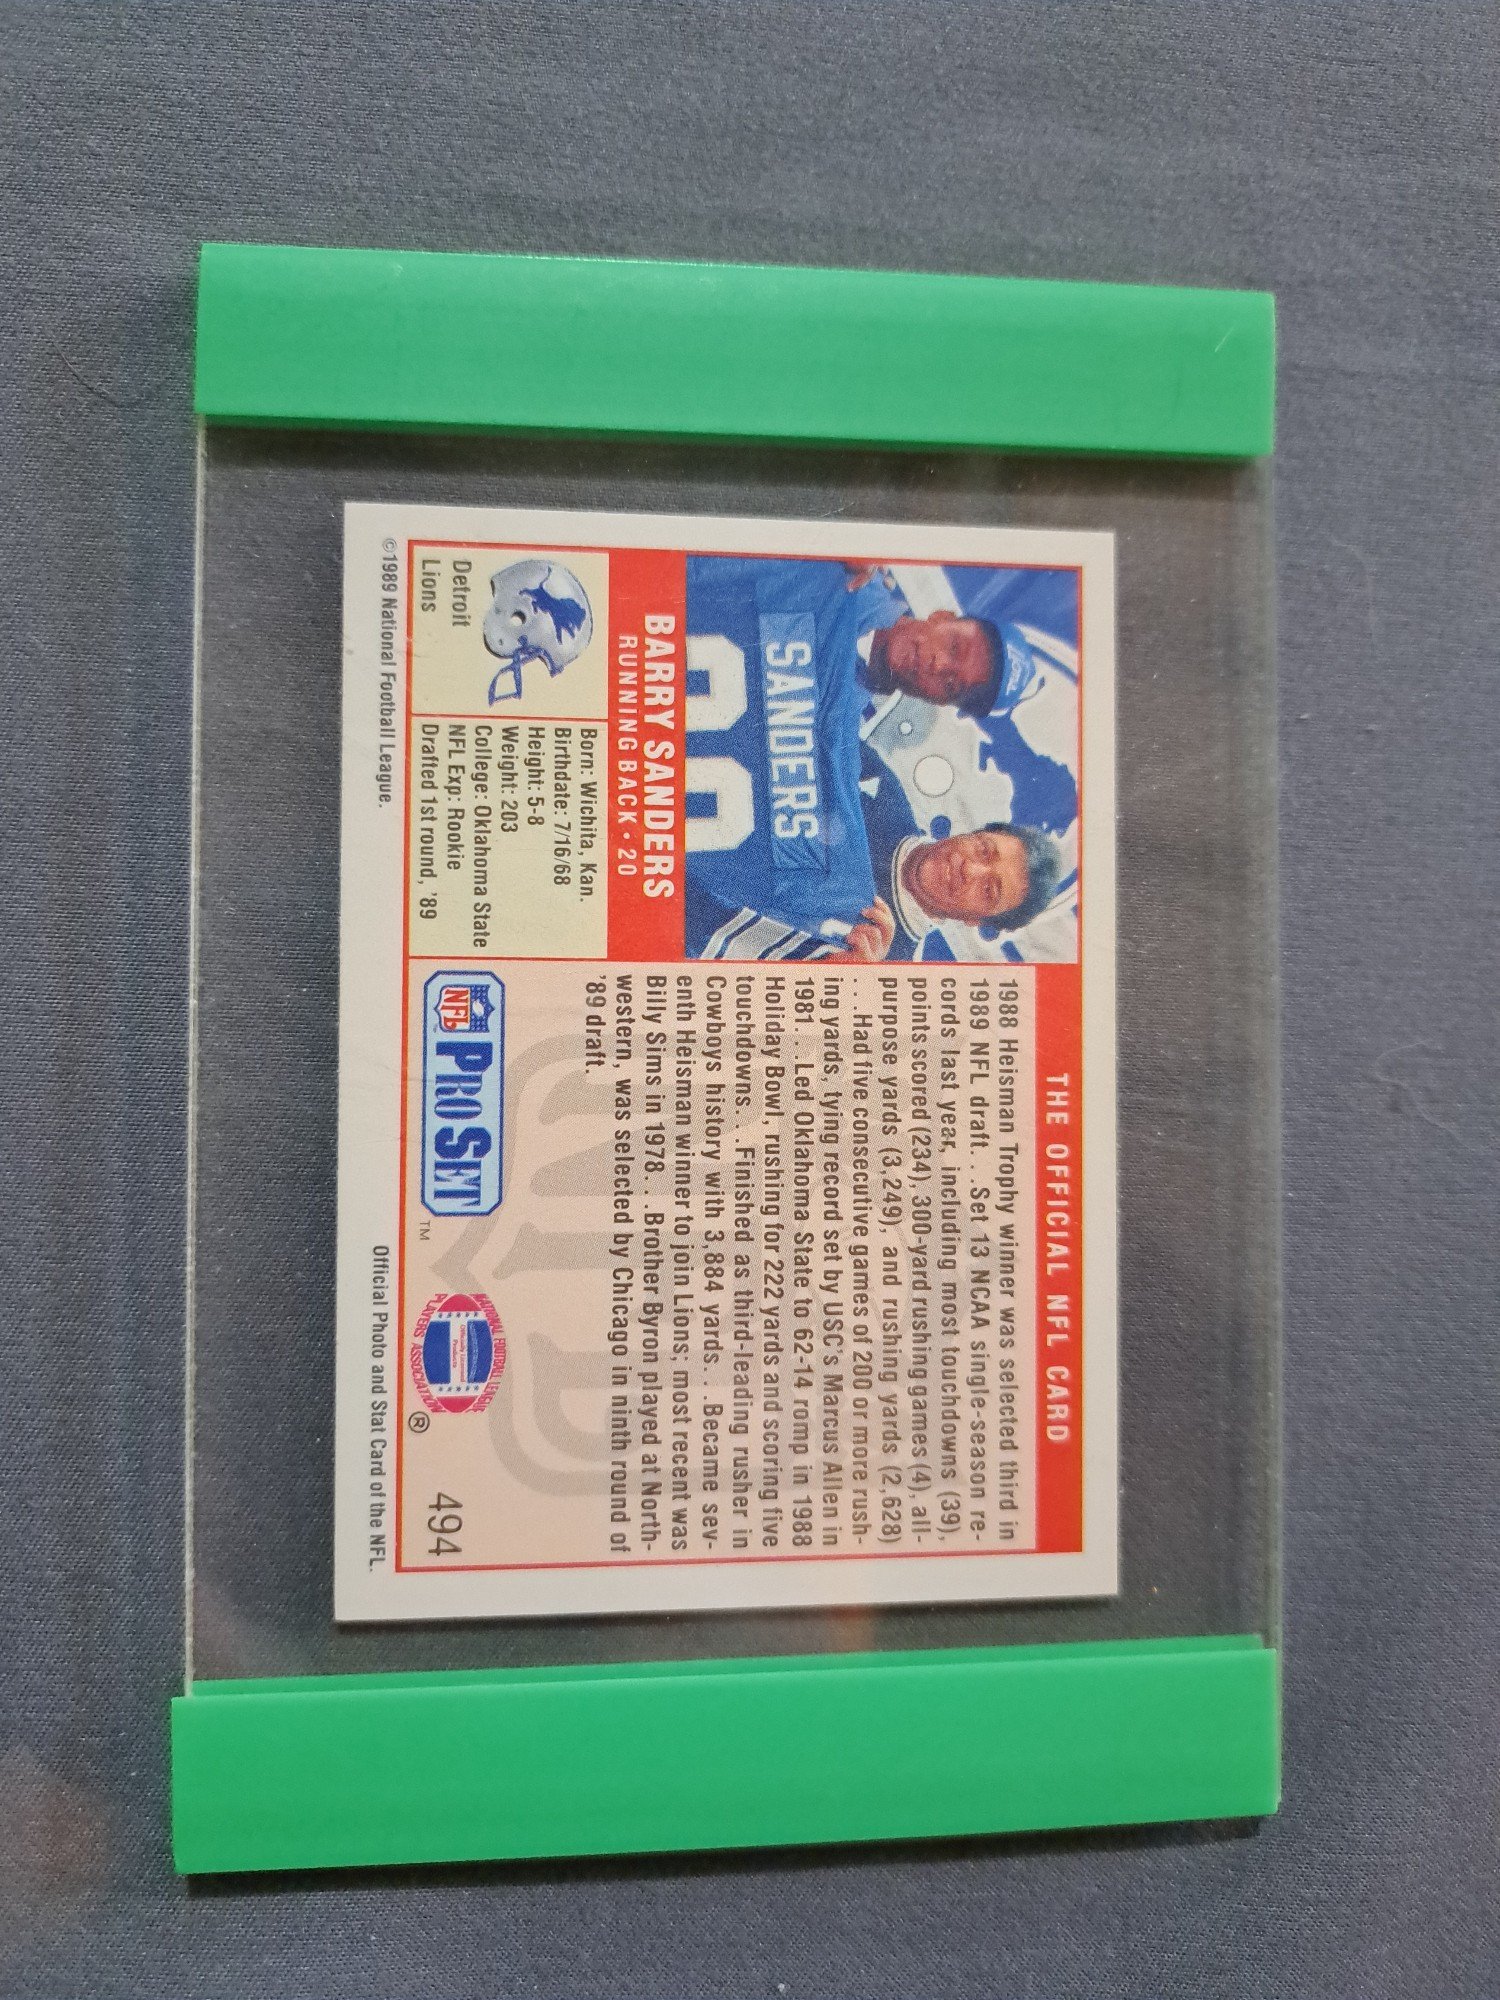 THE OFFICIAL NFL CARD
SANDERS
BARRY SANDERS
RUNNING BACK • 20
Detroit
Lions
Born: Wichita, Kan.
Birthdate: 7/16/68
Height: 5-8
Weight: 203
College: Oklahoma State
NFL Exp: Rookie
Drafted 1st round, '89
1988 Heisman Trophy winner was selected third in
1989 NFL draft. . .Set 13 NCAA single-season re-
cords last year, including most touchdowns (39),
points scored (234), 300-yard rushing games (4), all-
purpose yards (3,249), and rushing yards (2,628)
. . .Had five consecutive games of 200 or more rush-
ing yards, tying record set by USC's Marcus Allen in
1981. . .Led Oklahoma State to 62-14 romp in 1988
Holiday Bowl, rushing for 222 yards and scoring five
touchdowns. . .Finished as third-leading rusher in
Cowboys history with 3,884 yards. . . Became sev-
enth Heisman winner to join Lions; most recent was
Billy Sims in 1978. . .Brother Byron played at North-
western, was selected by Chicago in ninth round of
'89 draft.
NFL
PRO SET
TM
NATIONAL FOOTBALL LEAGUE
Officially Licensed
Products
PLAYERS ASSOCIATION
®
494
©1989 National Football League.
Official Photo and Stat Card of the NFL.